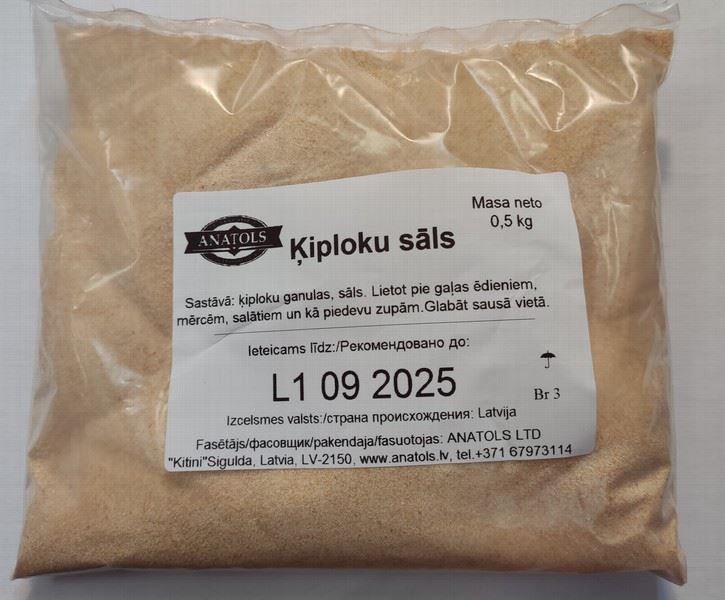 Masa neto
0,5 kg
ANATOLS
Ķiploku sāls
Sastāvā: ķiploku ganulas, sāls. Lietot pie gaļas ēdieniem,
mērcēm, salātiem un kā piedevu zupām.Glabāt sausā vietā.
Ieteicams līdz:/Рекомендовано до:
L1 09 2025
Br 3
Izcelsmes valsts:/страна происхождения: Latvija
Fasētājs/фасовщик/pakendaja/fasuotojas: ANATOLS LTD
"Kitini"Sigulda, Latvia, LV-2150, www.anatols.lv, tel.+371 67973114